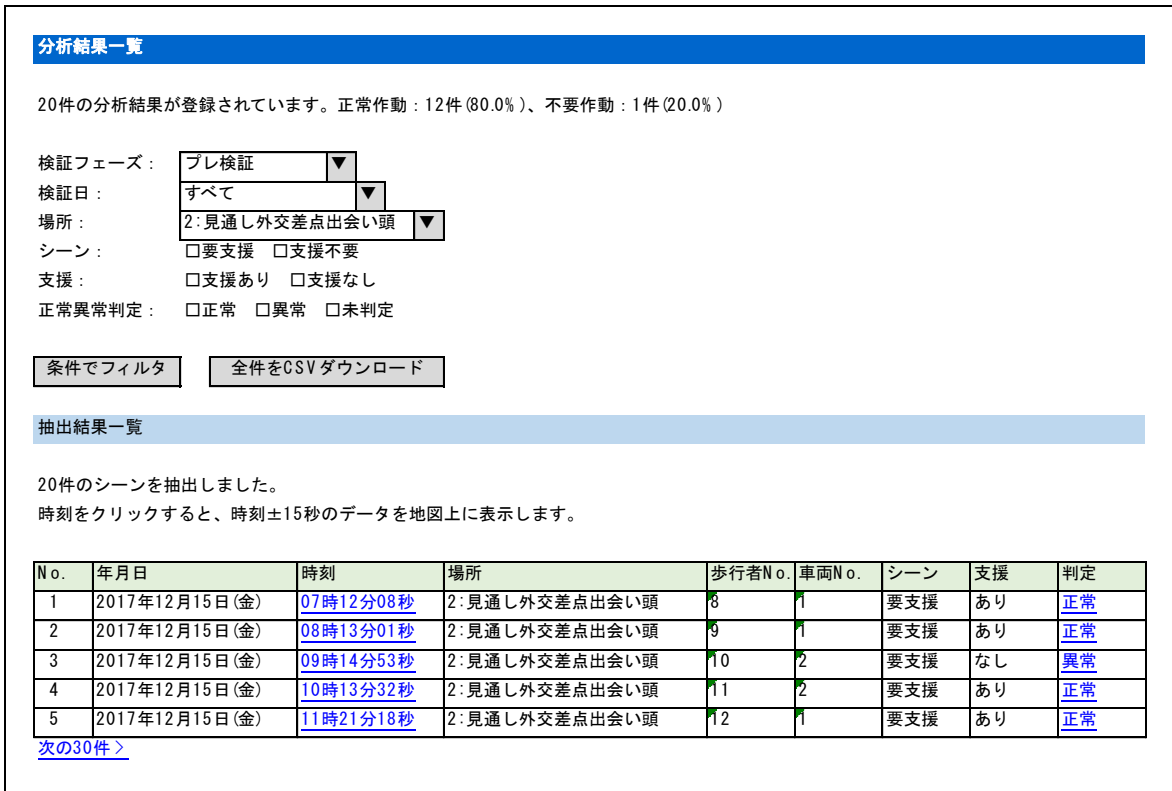 分析結果一覧
20件の分析結果が登録されています。正常作動：12件(80.0%)、不要作動：1件(20.0%)
検証フェーズ： プレ検証 ▼
検証日： すべて ▼
場所： 2:見通し外交差点出会い頭 ▼
シーン： □要支援 □支援不要
支援： □支援あり □支援なし
正常異常判定： □正常 □異常 □未判定
条件でフィルタ 全件をCSVダウンロード
抽出結果一覧
20件のシーンを抽出しました。
時刻をクリックすると、時刻±15秒のデータを地図上に表示します。
No. 年月日 時刻 場所 歩行者No. 車両No. シーン 支援 判定
1 2017年12月15日(金) 07時12分08秒 2:見通し外交差点出会い頭 8 1 要支援 あり 正常
2 2017年12月15日(金) 08時13分01秒 2:見通し外交差点出会い頭 9 1 要支援 あり 正常
3 2017年12月15日(金) 09時14分53秒 2:見通し外交差点出会い頭 10 2 要支援 なし 異常
4 2017年12月15日(金) 10時13分32秒 2:見通し外交差点出会い頭 11 2 要支援 あり 正常
5 2017年12月15日(金) 11時21分18秒 2:見通し外交差点出会い頭 12 1 要支援 あり 正常
次の30件＞